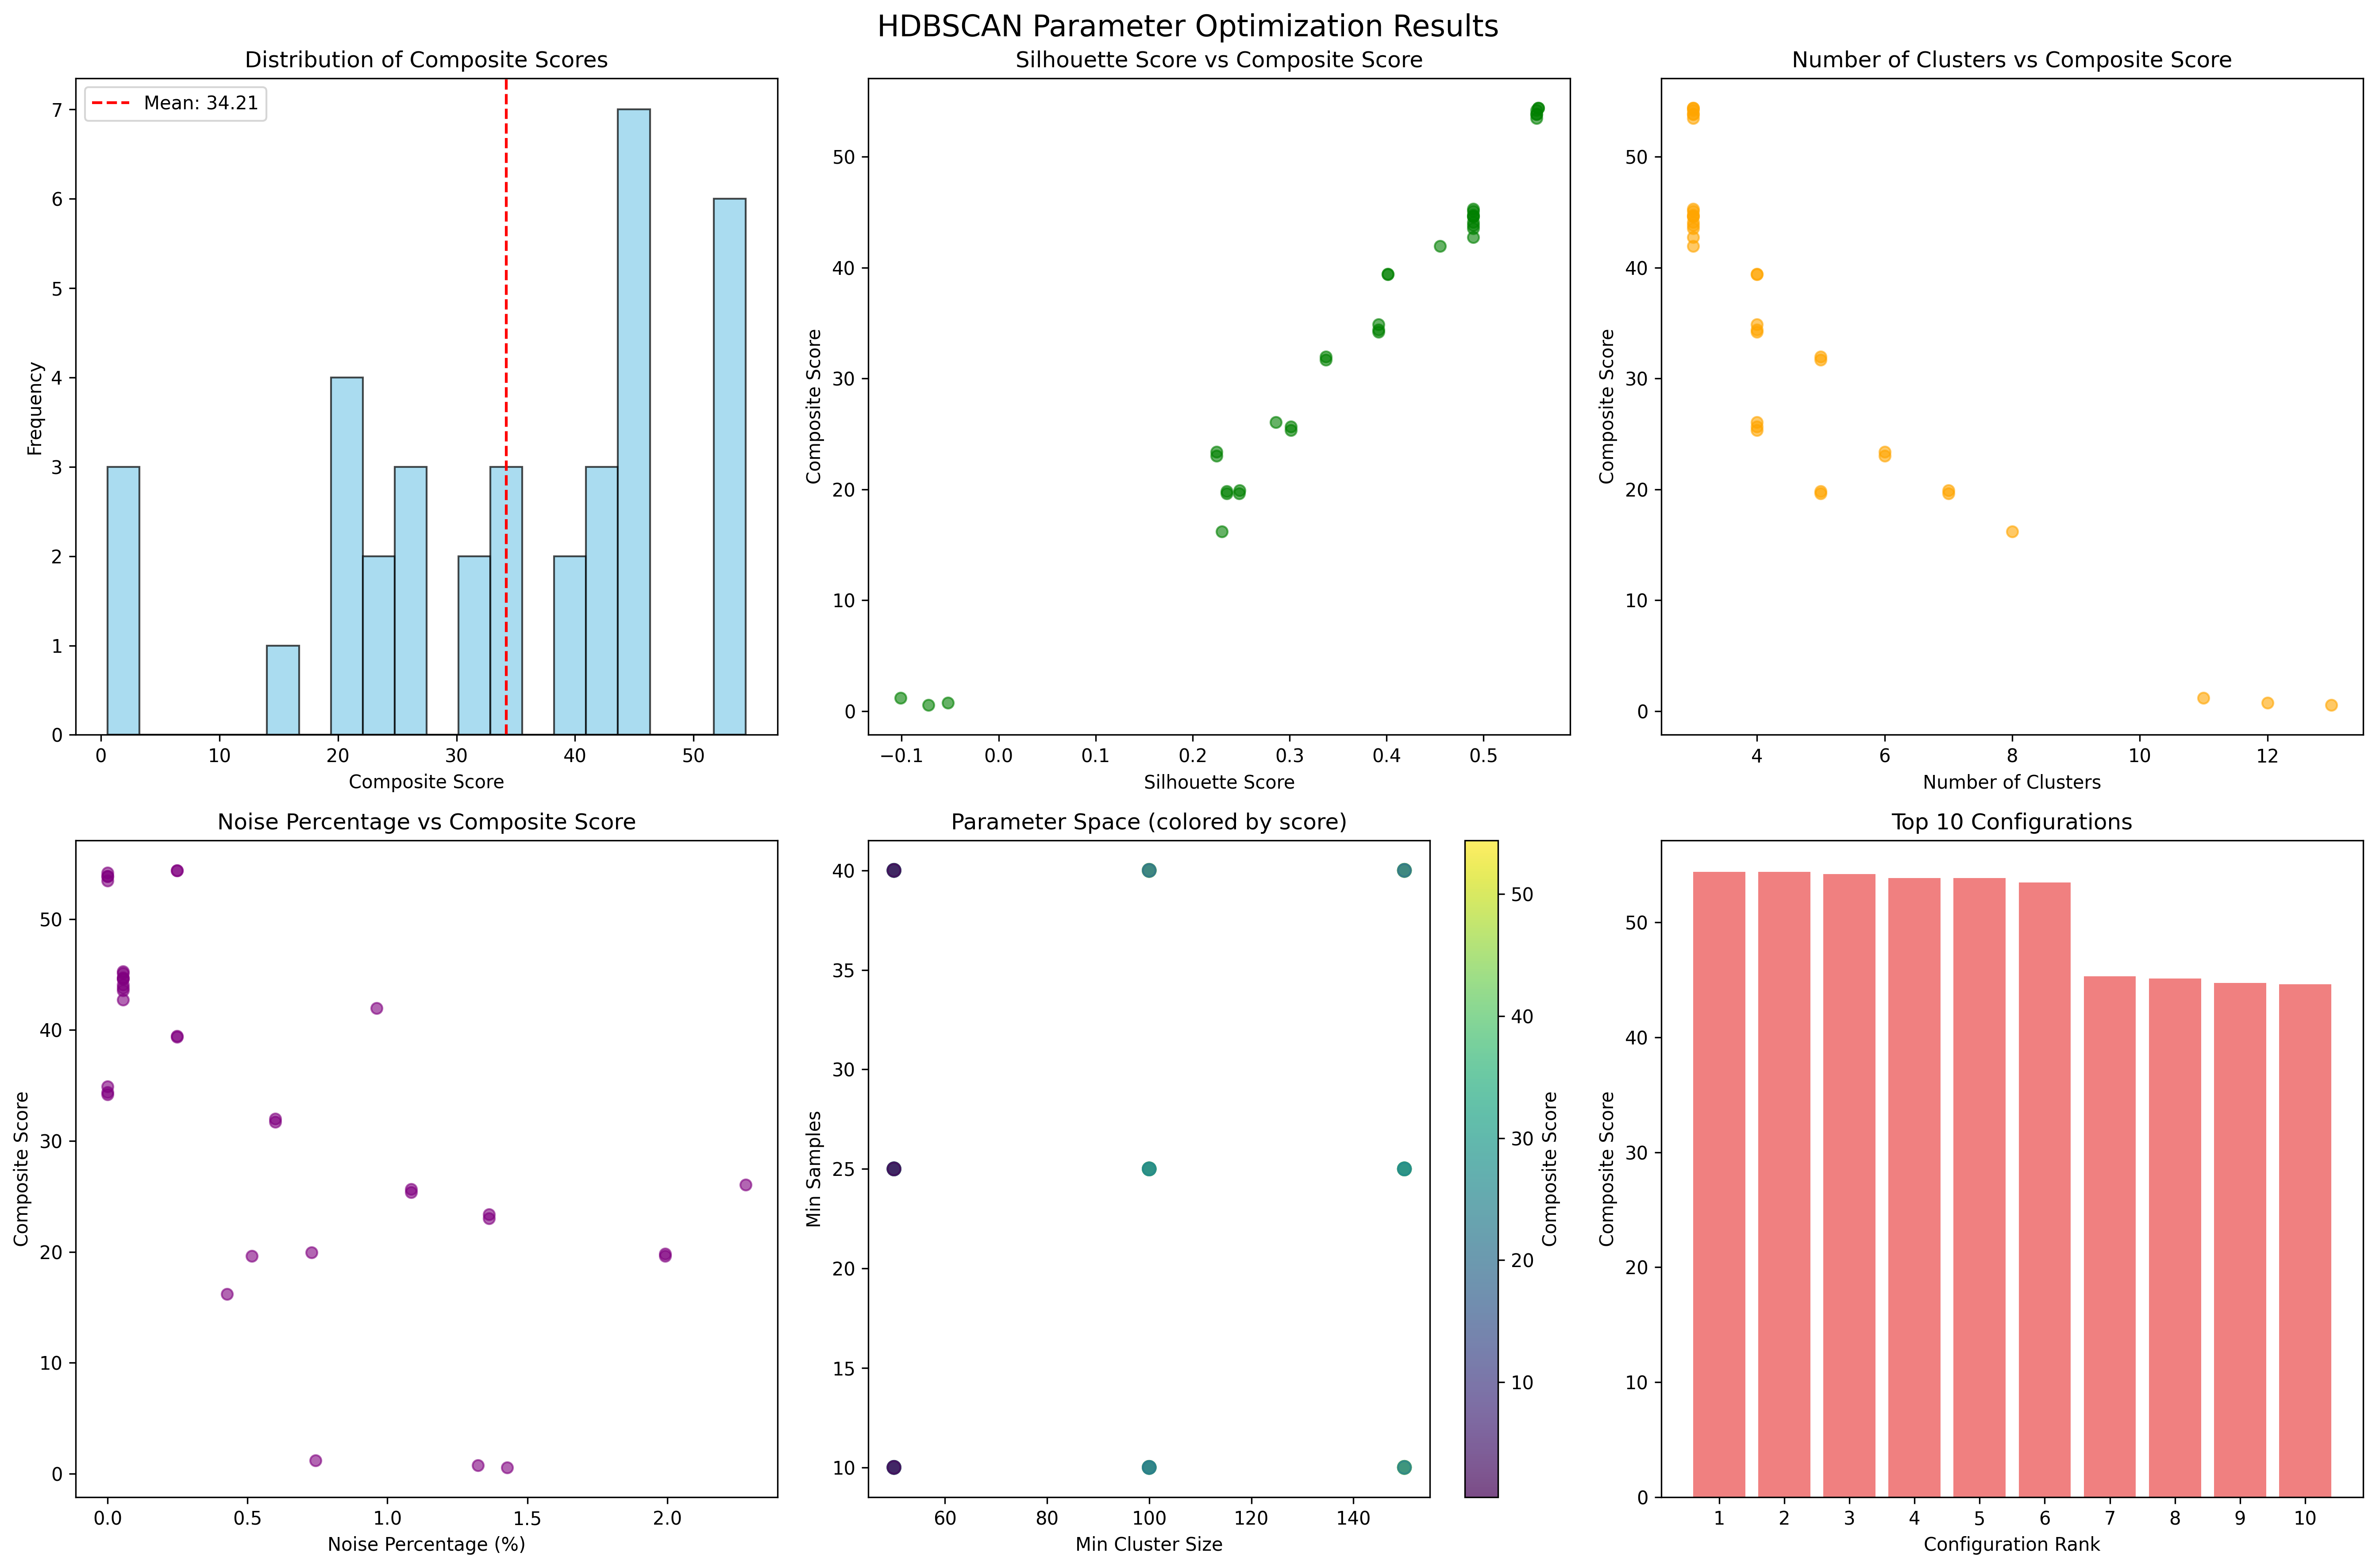 HDBSCAN Parameter Optimization Results
Distribution of Composite Scores
Mean: 34.21
7
6
5
4
3
2
1
0
Frequency
0 10 20 30 40 50
Composite Score
Silhouette Score vs Composite Score
50
40
30
20
10
0
Composite Score
−0.1 0.0 0.1 0.2 0.3 0.4 0.5
Silhouette Score
Number of Clusters vs Composite Score
50
40
30
20
10
0
Composite Score
4 6 8 10 12
Number of Clusters
Noise Percentage vs Composite Score
50
40
30
20
10
0
Composite Score
0.0 0.5 1.0 1.5 2.0
Noise Percentage (%)
Parameter Space (colored by score)
40
35
30
25
20
15
10
Min Samples
60 80 100 120 140
Min Cluster Size
50
40
30
20
10
Composite Score
Top 10 Configurations
50
40
30
20
10
0
Composite Score
1 2 3 4 5 6 7 8 9 10
Configuration Rank